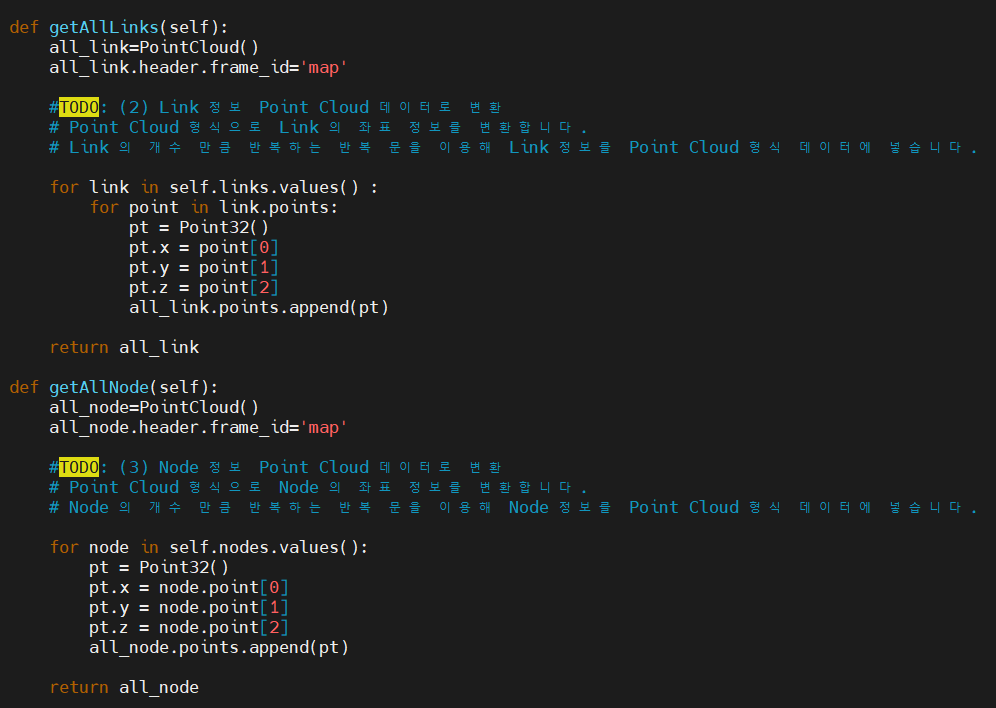 def getAllLinks(self):
    all_link=PointCloud()
    all_link.header.frame_id='map'

    #TODO: (2) Link 정보 Point Cloud 데이터로 변환
    # Point Cloud 형식으로 Link 의 좌표 정보를 변환합니다.
    # Link 의 개수 만큼 반복하는 반복 문을 이용해 Link 정보를 Point Cloud 형식 데이터에 넣습니다.

    for link in self.links.values() :
        for point in link.points:
            pt = Point32()
            pt.x = point[0]
            pt.y = point[1]
            pt.z = point[2]
            all_link.points.append(pt)

    return all_link

def getAllNode(self):
    all_node=PointCloud()
    all_node.header.frame_id='map'

    #TODO: (3) Node 정보 Point Cloud 데이터로 변환
    # Point Cloud 형식으로 Node 의 좌표 정보를 변환합니다.
    # Node 의 개수 만큼 반복하는 반복 문을 이용해 Node 정보를 Point Cloud 형식 데이터에 넣습니다.

    for node in self.nodes.values():
        pt = Point32()
        pt.x = node.point[0]
        pt.y = node.point[1]
        pt.z = node.point[2]
        all_node.points.append(pt)

    return all_node